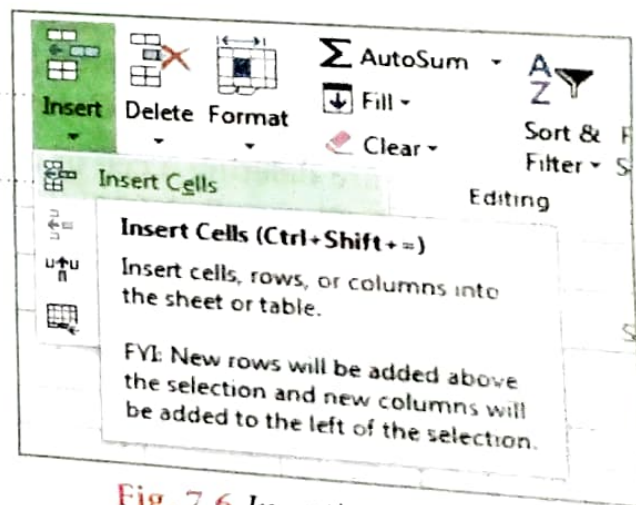 Insert Delete Format
AutoSum
Fill
Clear
Sort &
Filter
Editing
Insert Cells
Insert Cells (Ctrl+Shift+=)
Insert cells, rows, or columns into
the sheet or table.
FYI: New rows will be added above
the selection and new columns will
be added to the left of the selection.
Fig. 7.6